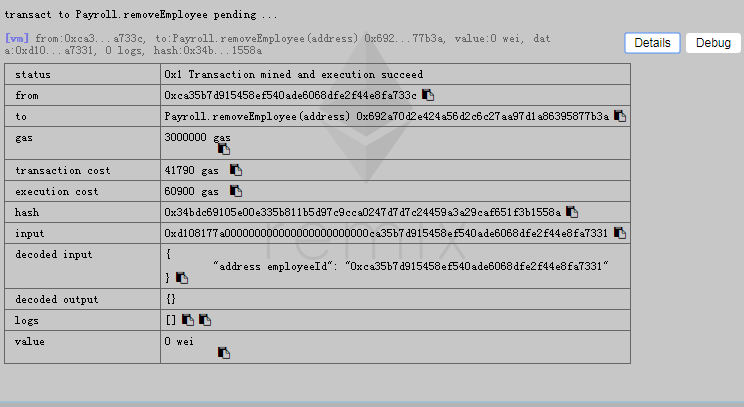 transact to Payroll.removeEmployee pending ...
[vm] from:0xca3...a733c, to:Payroll.removeEmployee(address) 0x692...77b3a, value:0 wei, dat
a:0xd10...a7331, 0 logs, hash:0x34b...1558a
Details
Debug
status 0x1 Transaction mined and execution succeed
from 0xca35b7d915458ef540ade6068dfe2f44e8fa733c
to Payroll.removeEmployee(address) 0x692a70d2e424a56d2c6c27aa97d1a86395877b3a
gas 3000000 gas
transaction cost 41790 gas
execution cost 60900 gas
hash 0x34bdc69105e00e335b811b5d97c9cca0247d7d7c24459a3a29caf651f3b1558a
input 0xd108177a000000000000000000000000ca35b7d915458ef540ade6068dfe2f44e8fa7331
decoded input {
"address employeeId": "0xca35b7d915458ef540ade6068dfe2f44e8fa7331"
}
decoded output {}
logs []
value 0 wei
remix